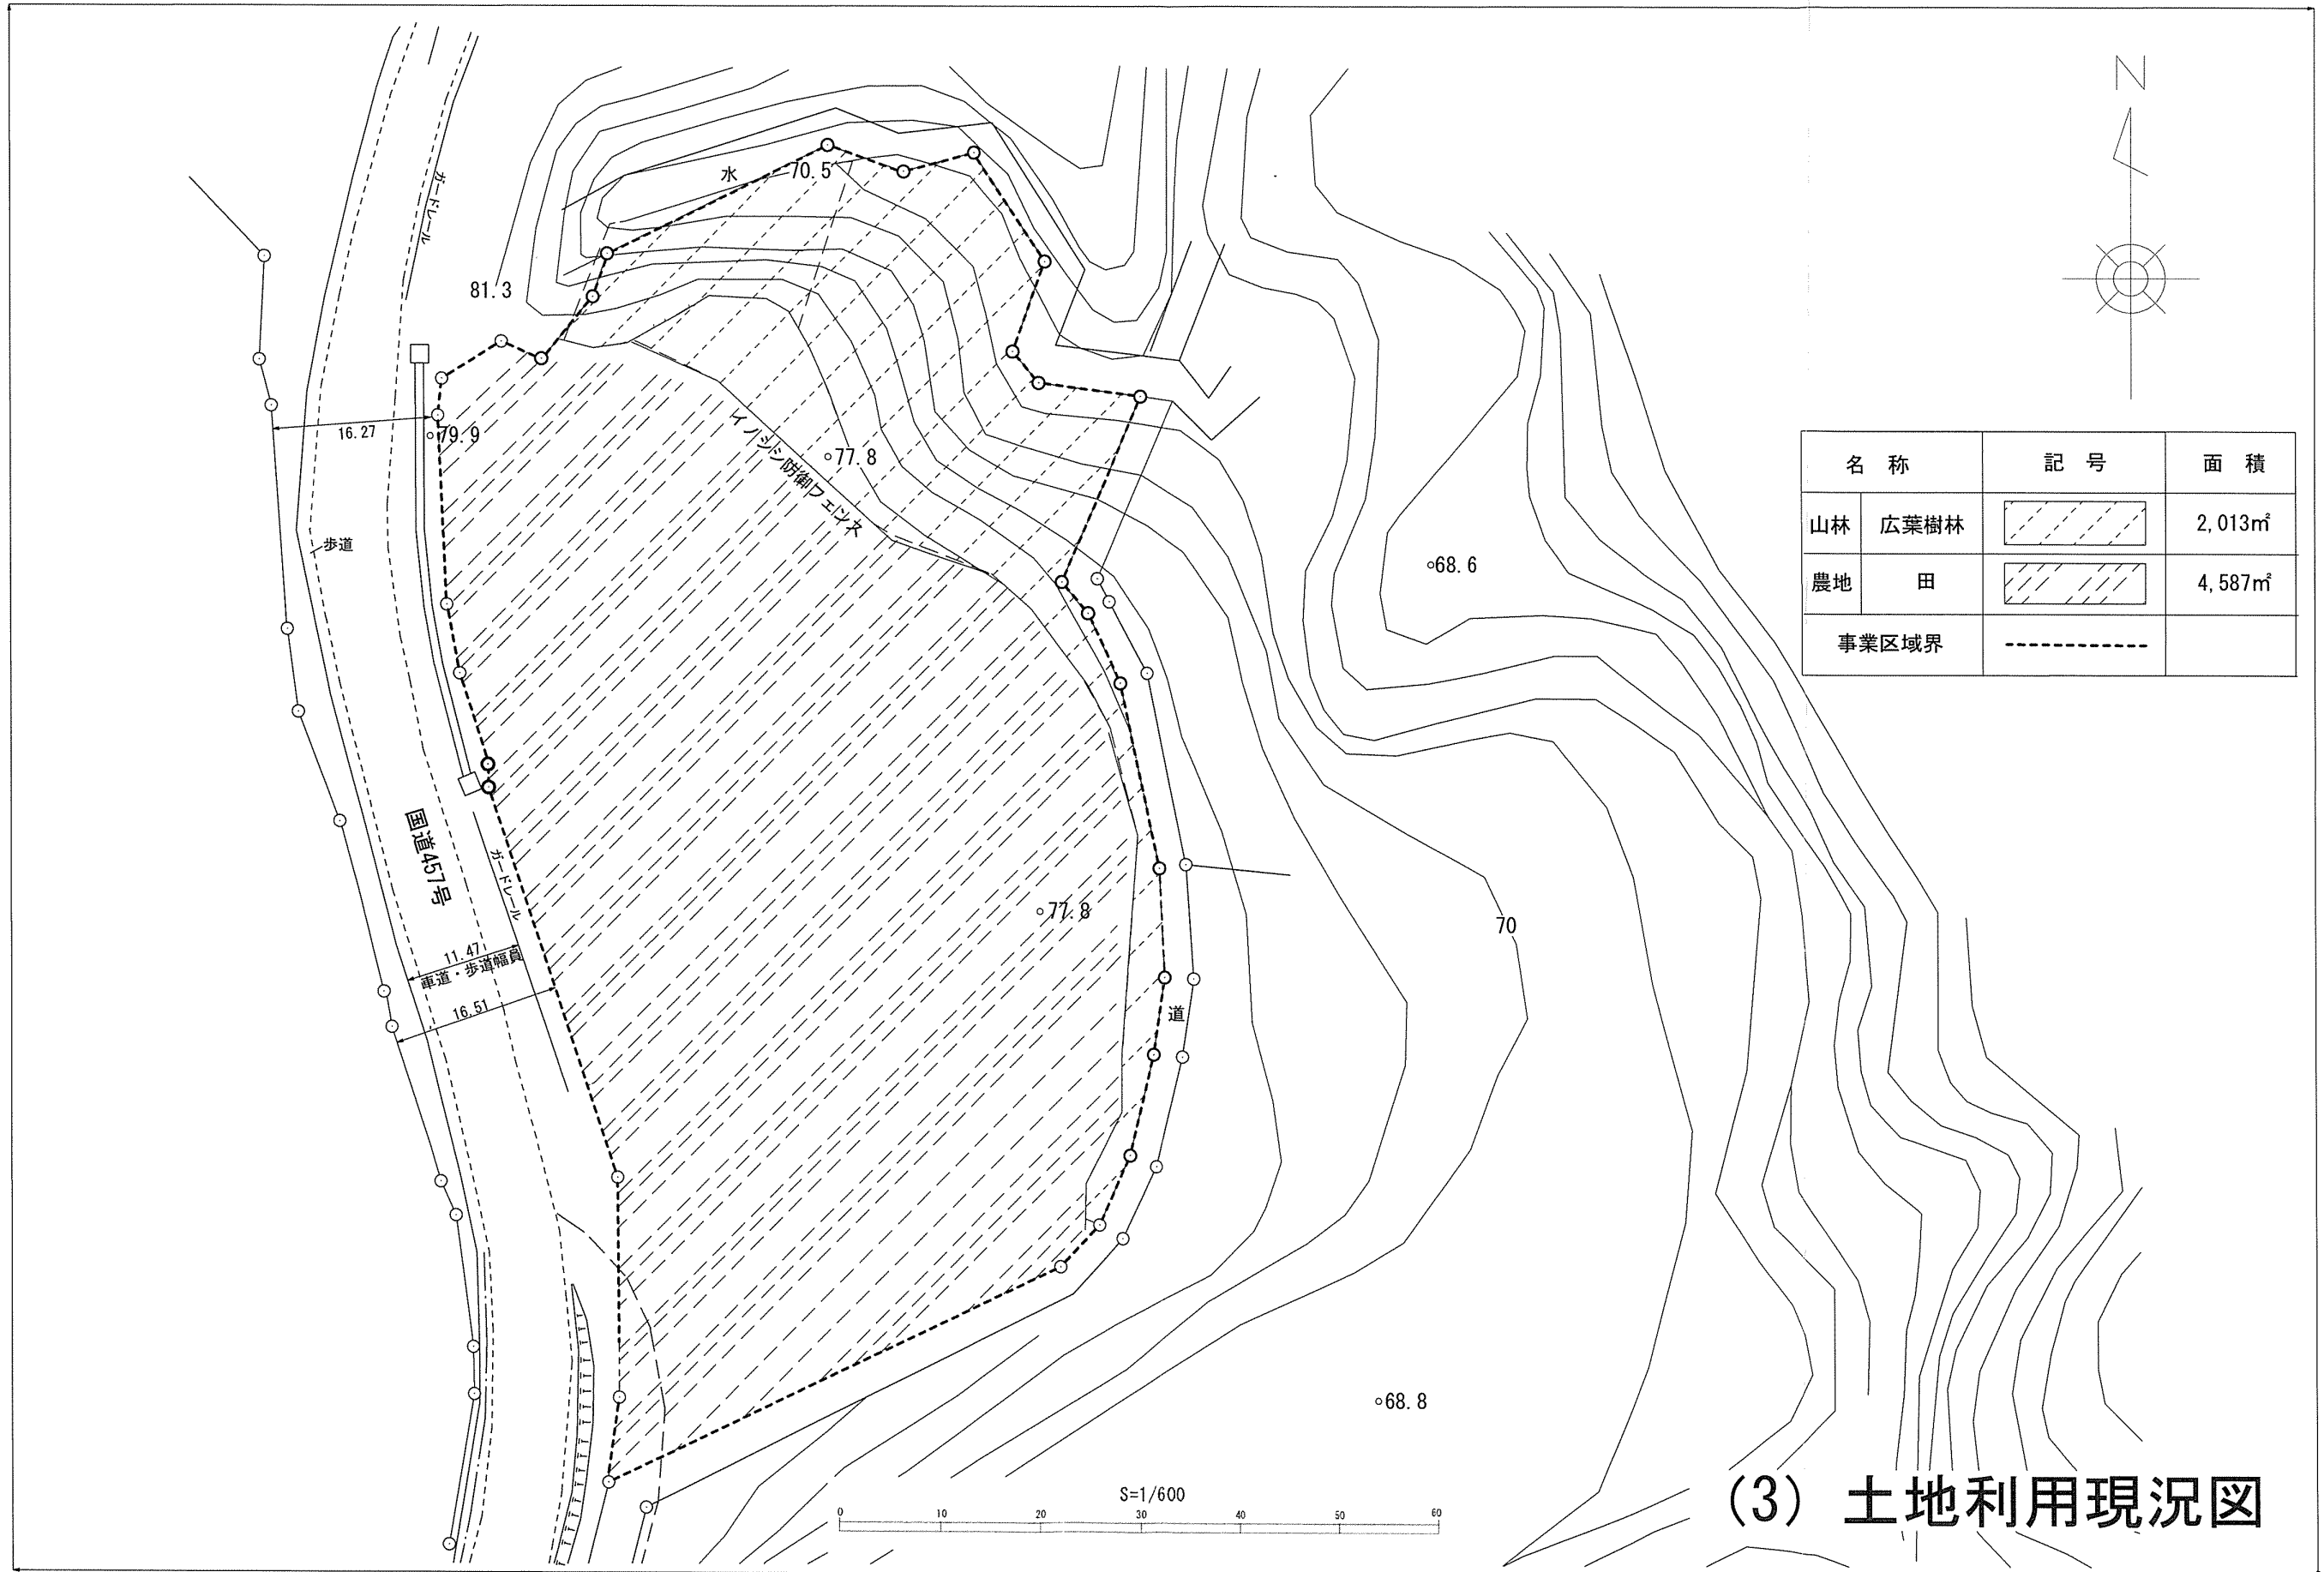 N
ガードレール
水
70.5
81.3
16.27
79.9
イノシシ防御フェンス
77.8
歩道
名 称 記 号 面 積
山林 広葉樹林 2,013㎡
農地 田 4,587㎡
事業区域界
68.6
国道457号
ガードレール
77.8
70
11.47
車道・歩道幅員
16.51
道
68.8
S=1/600
0 10 20 30 40 50 60
(3) 土地利用現況図